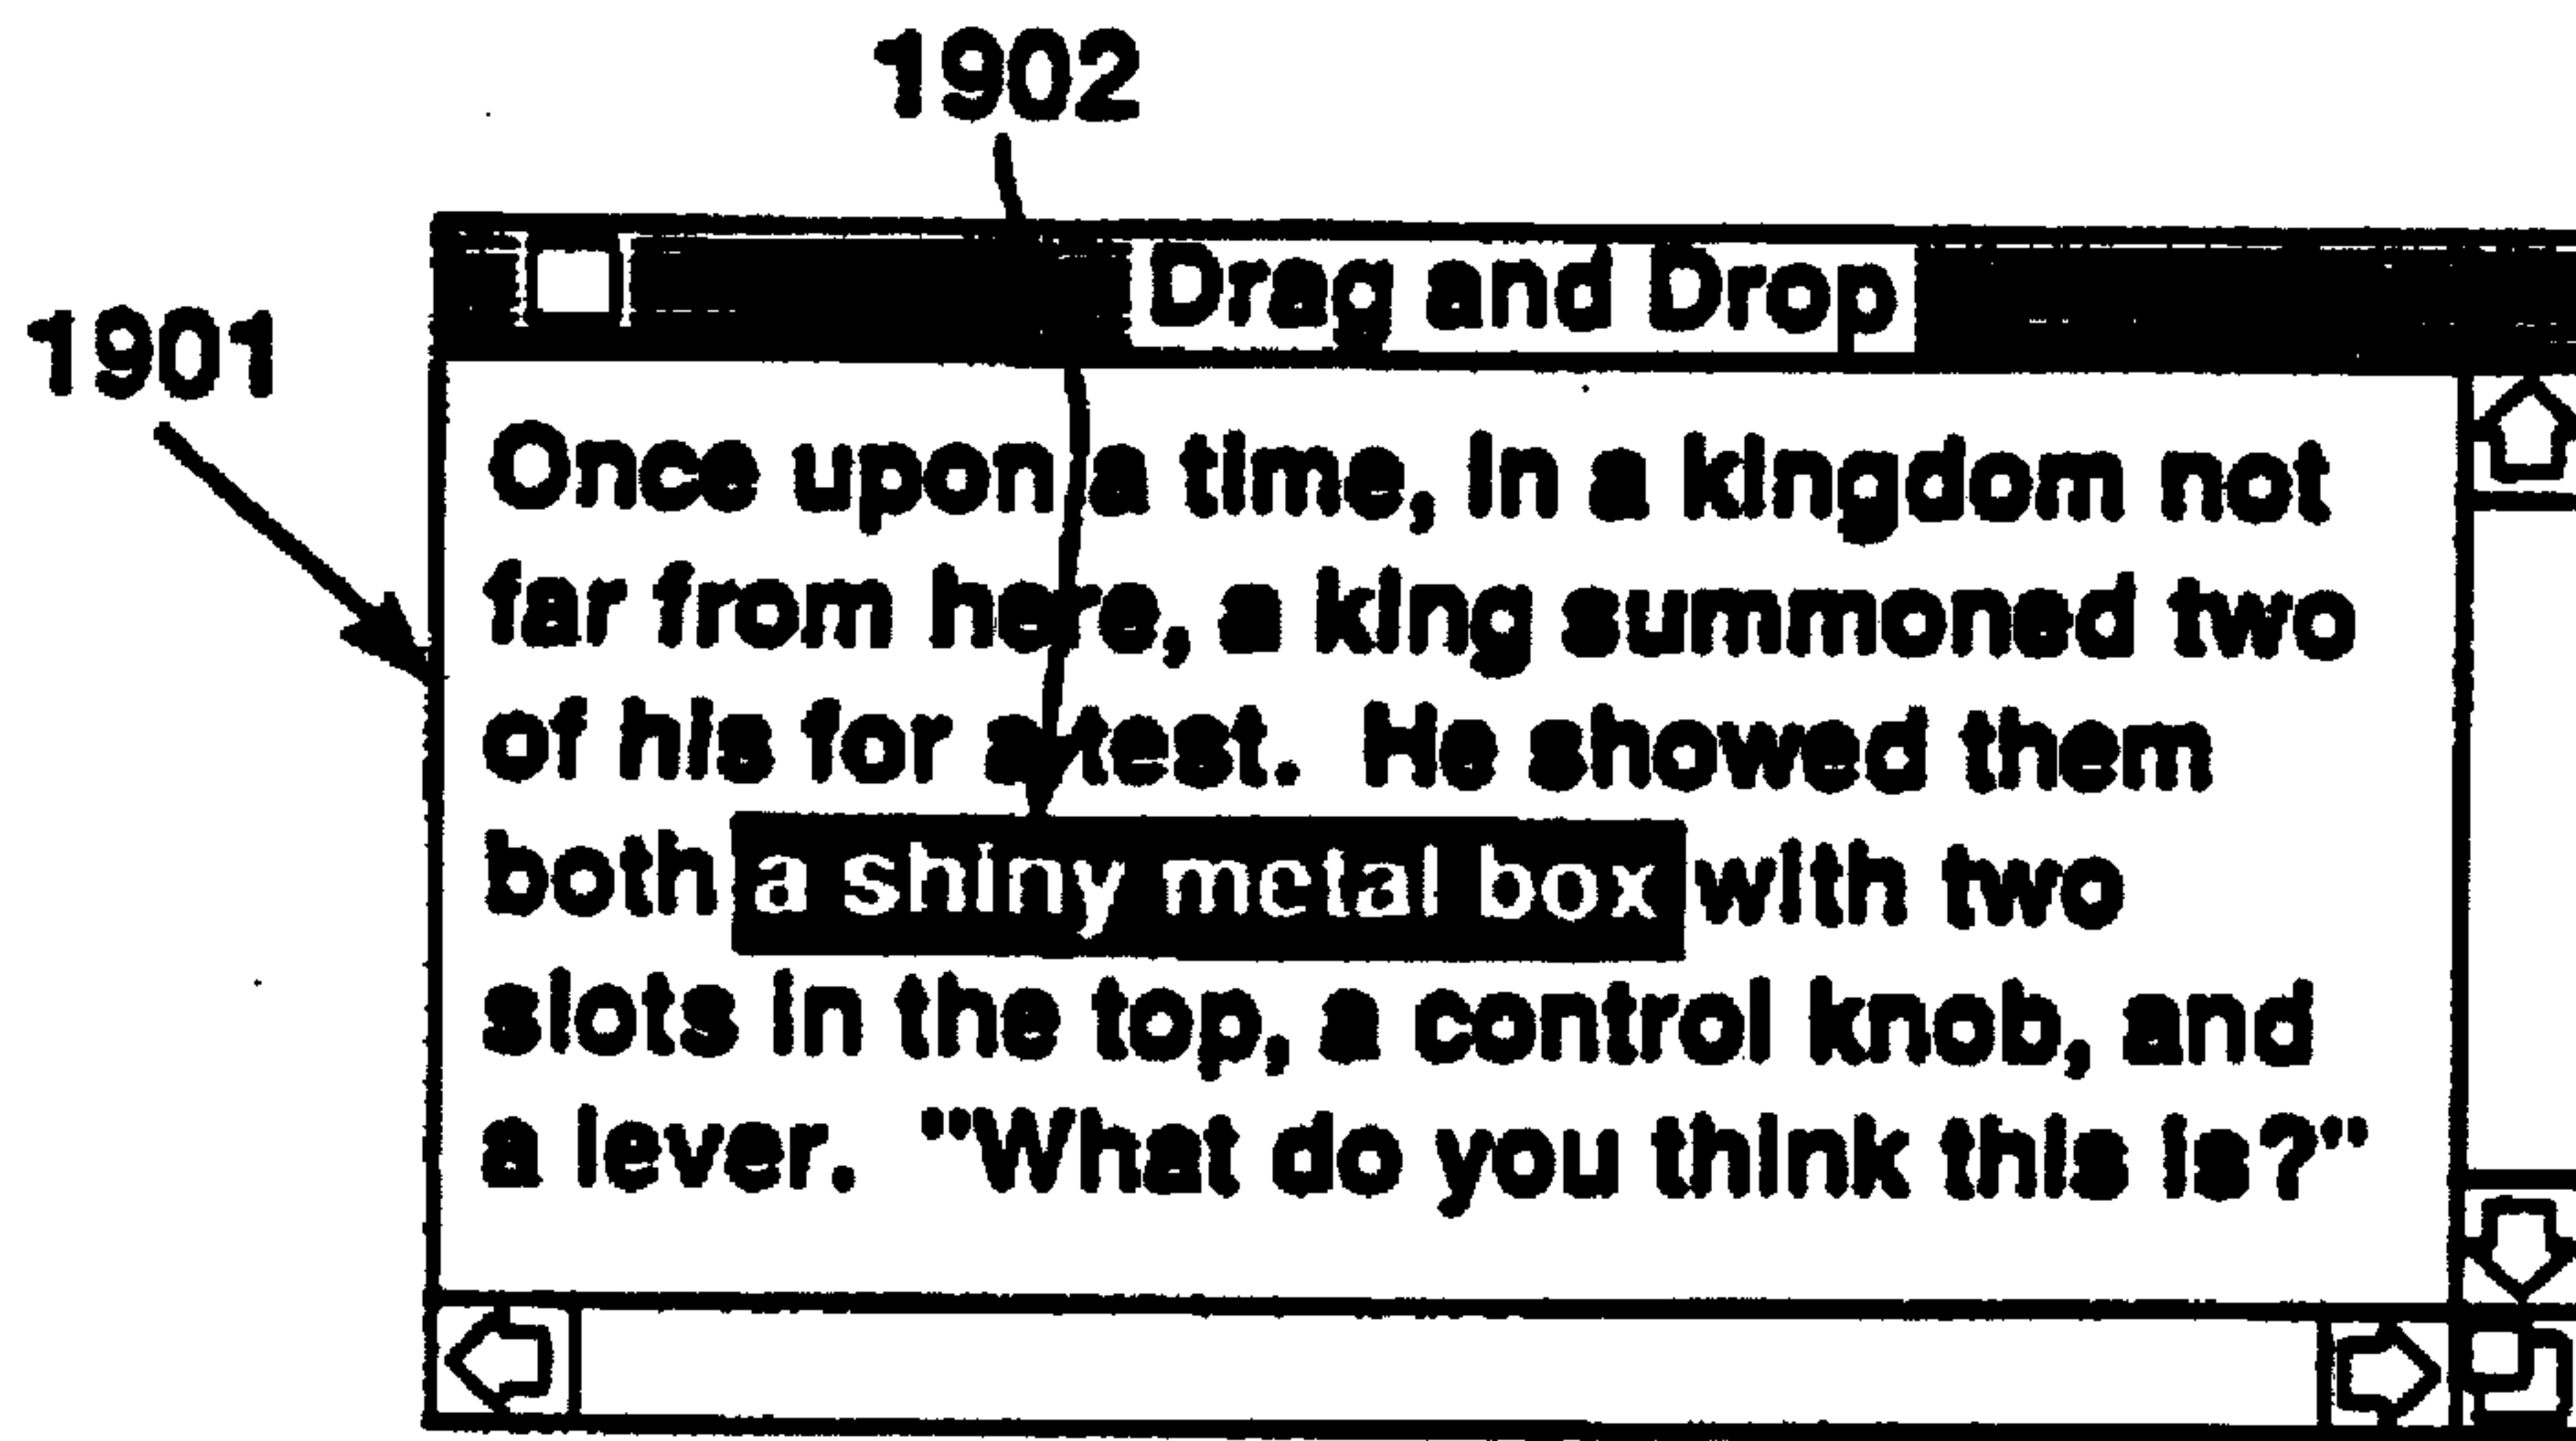 1902
1901
Drag and Drop
Once upon a time, in a kingdom not
far from here, a king summoned two
of his for a test.  He showed them
both a shiny metal box with two
slots in the top, a control knob, and
a lever.  "What do you think this is?"